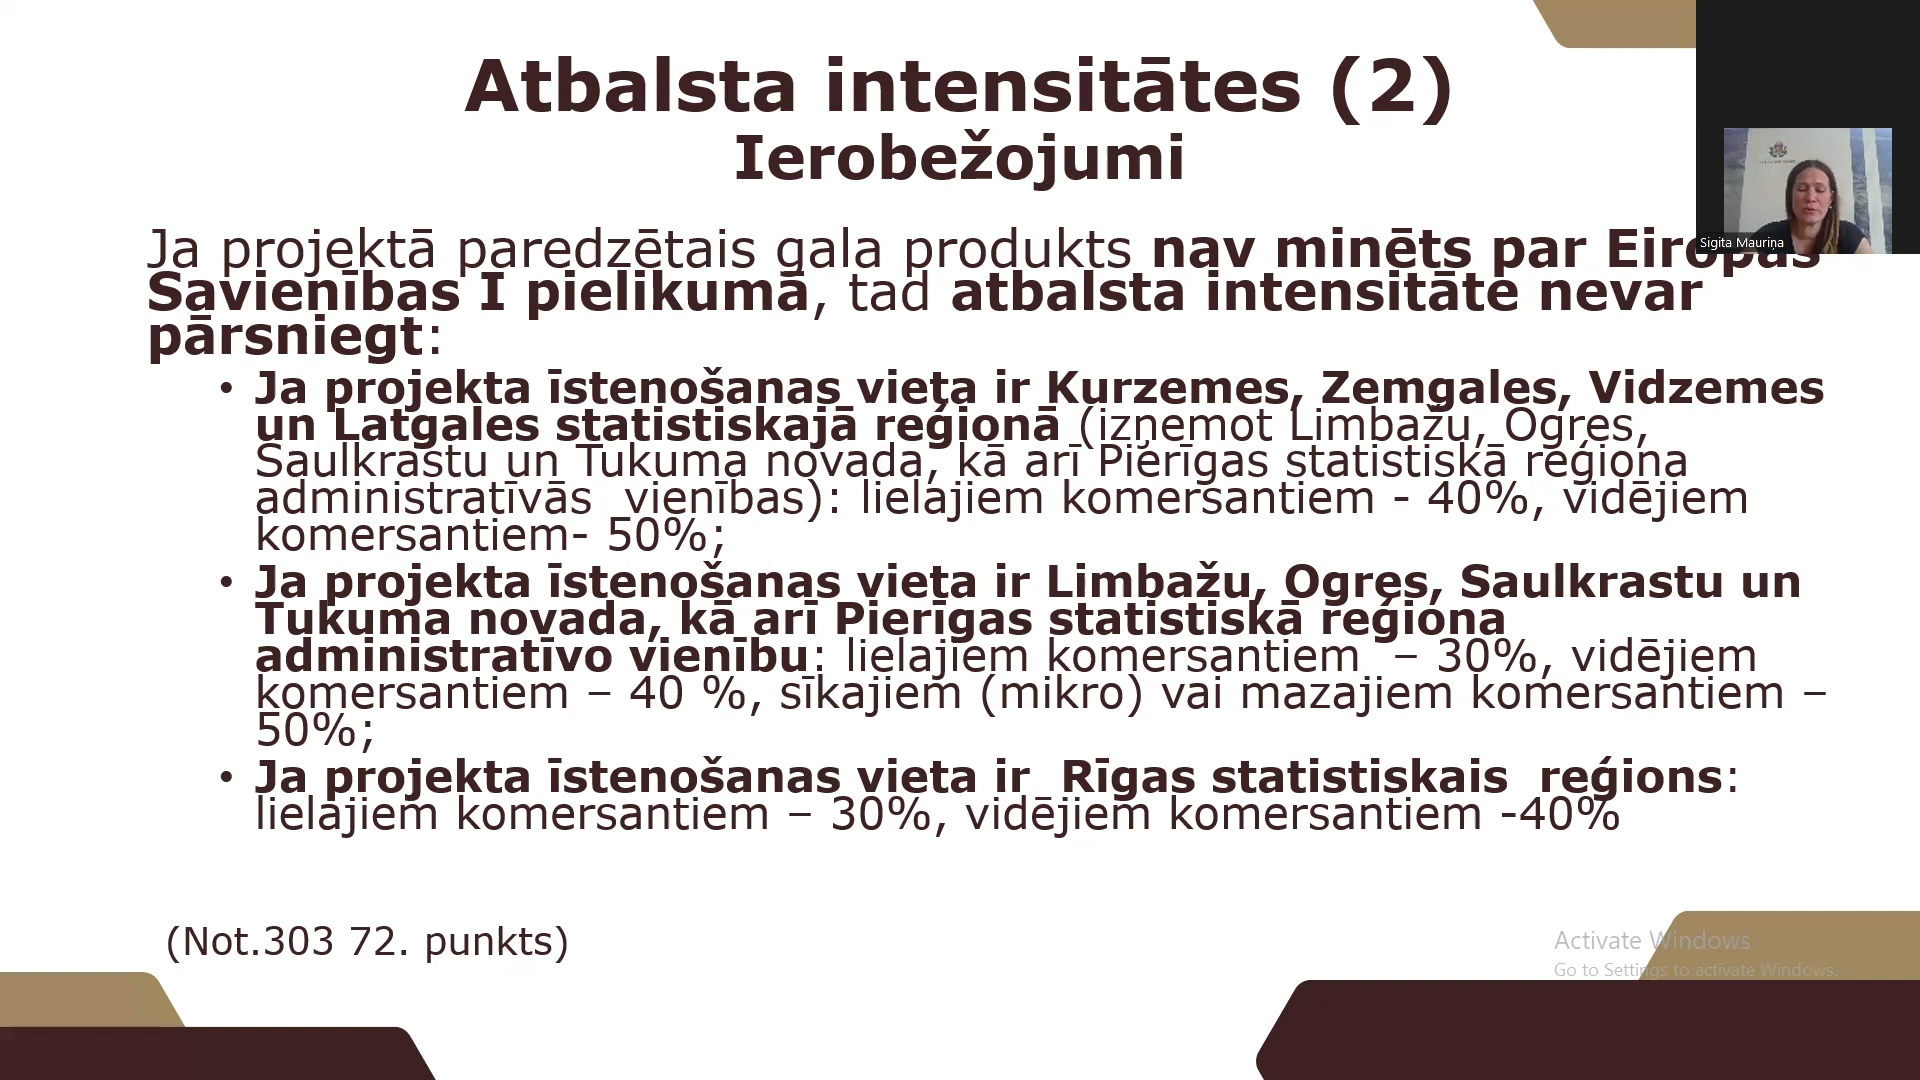 Atbalsta intensitātes (2)
Ierobežojumi
Sigita Mauriņa
Ja projektā paredzētais gala produkts nav minēts par Eiropas
Savienības I pielikumā, tad atbalsta intensitāte nevar
pārsniegt:
• Ja projekta īstenošanas vieta ir Kurzemes, Zemgales, Vidzemes
un Latgales statistiskajā reģionā (izņemot Limbažu, Ogres,
Saulkrastu un Tukuma novada, kā arī Pierīgas statistiskā reģiona
administratīvās  vienības): lielajiem komersantiem - 40%, vidējiem
komersantiem- 50%;
• Ja projekta īstenošanas vieta ir Limbažu, Ogres, Saulkrastu un
Tukuma novada, kā arī Pierīgas statistiskā reģiona
administratīvo vienību: lielajiem komersantiem  – 30%, vidējiem
komersantiem – 40 %, sīkajiem (mikro) vai mazajiem komersantiem –
50%;
• Ja projekta īstenošanas vieta ir  Rīgas statistiskais  reģions:
lielajiem komersantiem – 30%, vidējiem komersantiem -40%
(Not.303 72. punkts)
Activate Windows
Go to Settings to activate Windows.